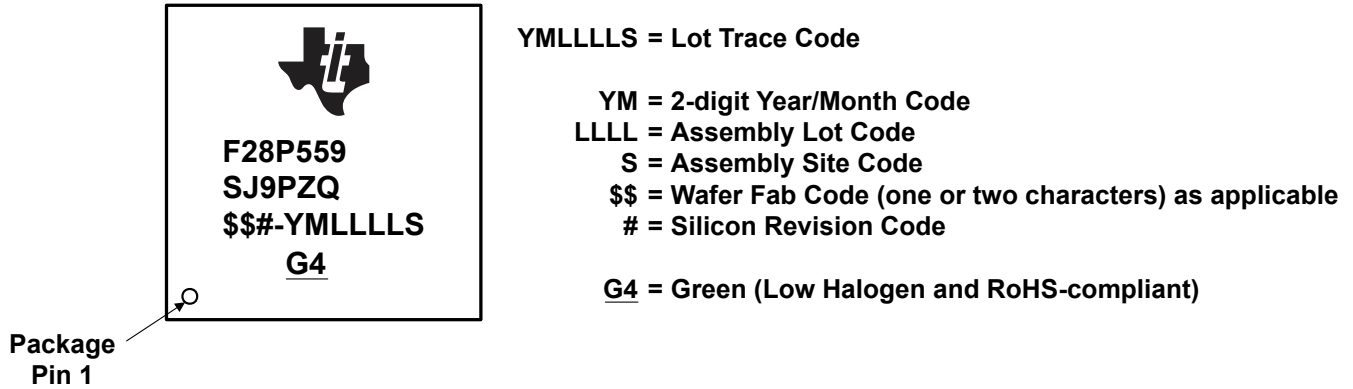 F28P559
SJ9PZQ
$$#-YMLLLLS
G4
Package
Pin 1
YMLLLLS = Lot Trace Code
YM = 2-digit Year/Month Code
LLLL = Assembly Lot Code
S = Assembly Site Code
$$ = Wafer Fab Code (one or two characters) as applicable
# = Silicon Revision Code
G4 = Green (Low Halogen and RoHS-compliant)